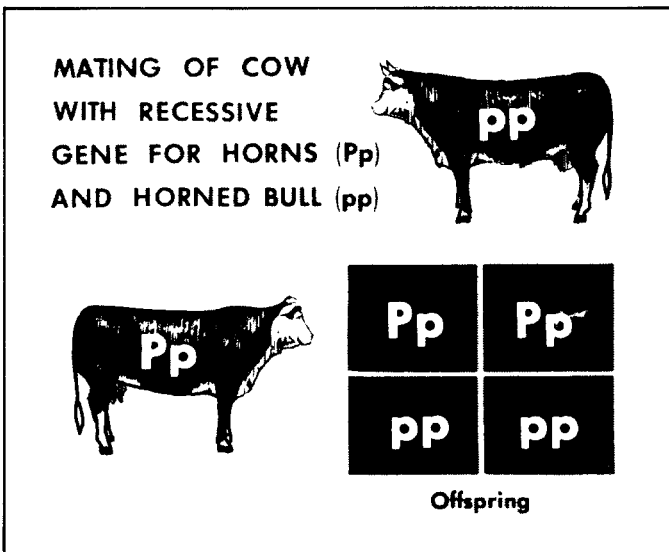 MATING OF COW
WITH RECESSIVE
GENE FOR HORNS (Pp)
AND HORNED BULL (pp)
pp
Pp
Pp Pp
pp pp
Offspring